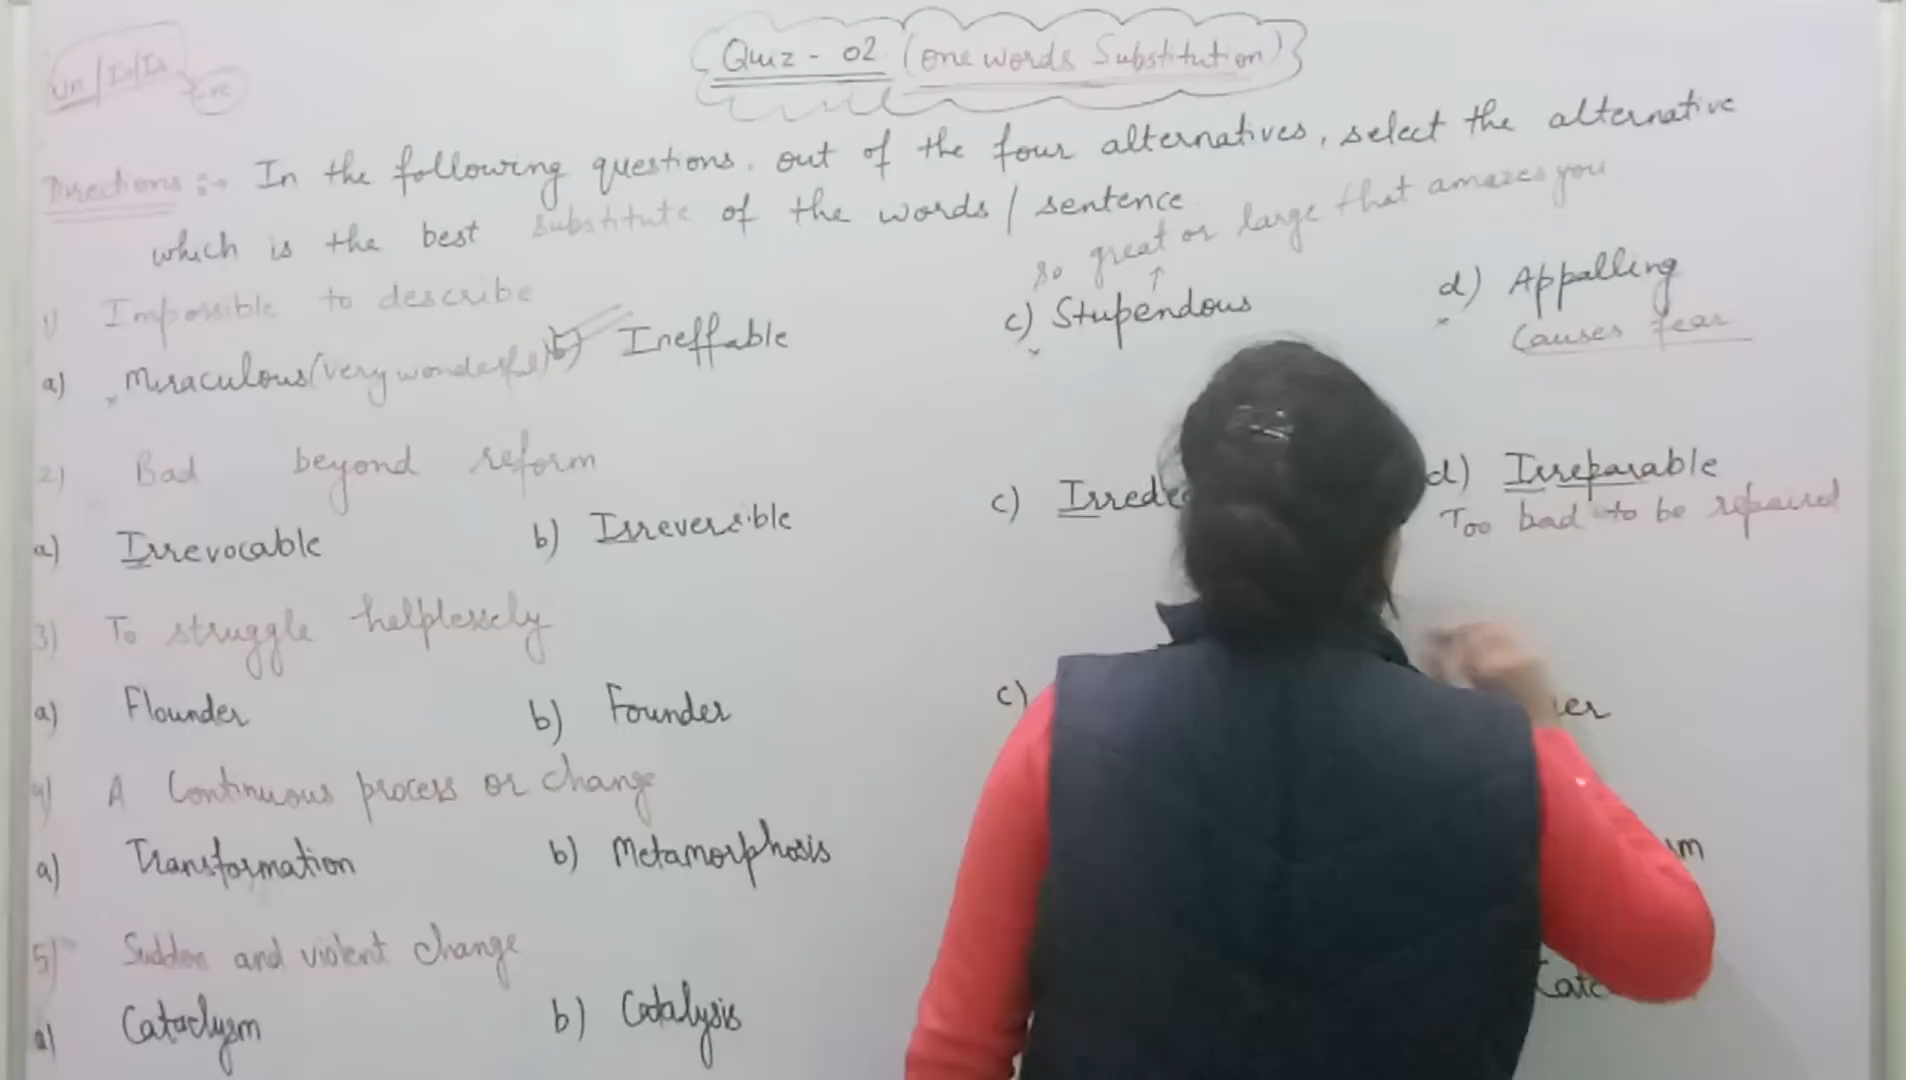 Quiz - 02 (one words Substitution)
un/In/Ir
-ve
Directions :→ In the following questions. out of the four alternatives, select the alternative
which is the best substitute of the words / sentence
so great or large that amazes you
1) Impossible to describe
a) Miraculous (very wonderful) b) Ineffable c) Stupendous d) Appalling
Causes fear
2) Bad beyond reform
a) Irrevocable b) Irreversible c) d) Irreparable
Too bad to be repaired
3) To struggle helplessly
a) Flounder b) Founder c)
4) A Continuous process or change
a) Transformation b) Metamorphosis
5) Sudden and violent change
a) Cataclysm b) Catalysis